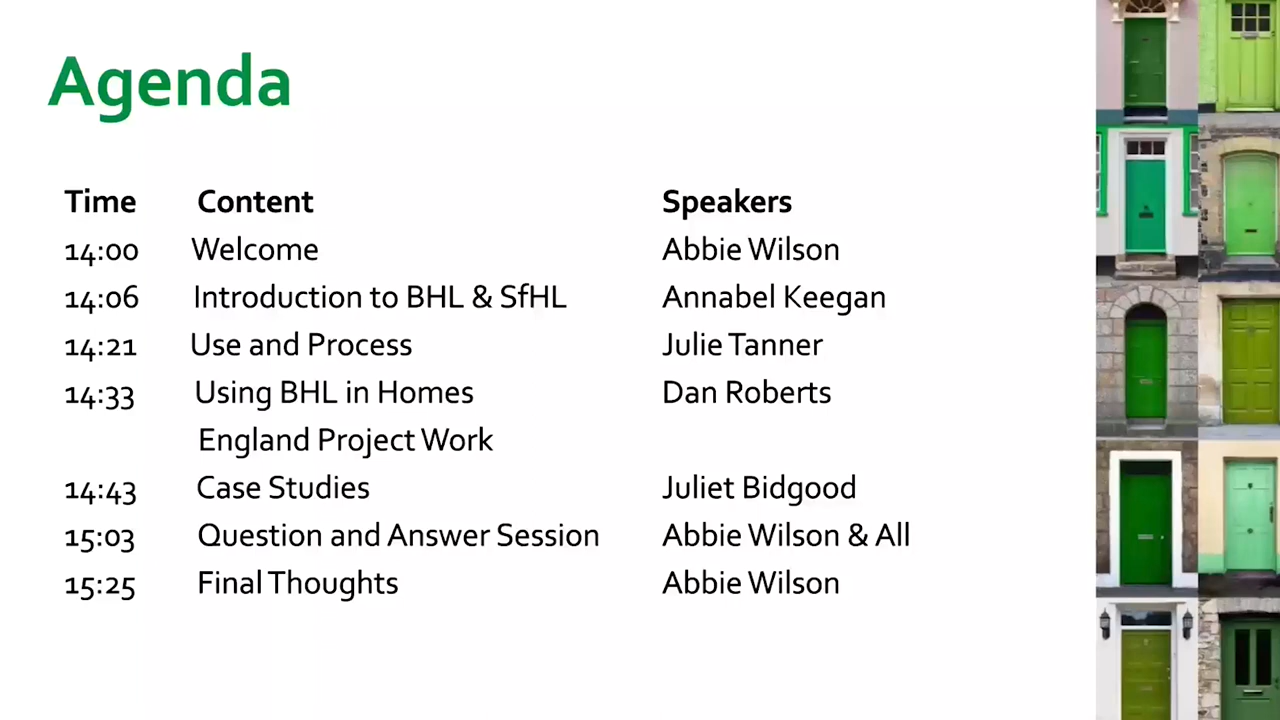 Agenda
Time Content Speakers
14:00 Welcome Abbie Wilson
14:06 Introduction to BHL & SfHL Annabel Keegan
14:21 Use and Process Julie Tanner
14:33 Using BHL in Homes Dan Roberts
England Project Work
14:43 Case Studies Juliet Bidgood
15:03 Question and Answer Session Abbie Wilson & All
15:25 Final Thoughts Abbie Wilson